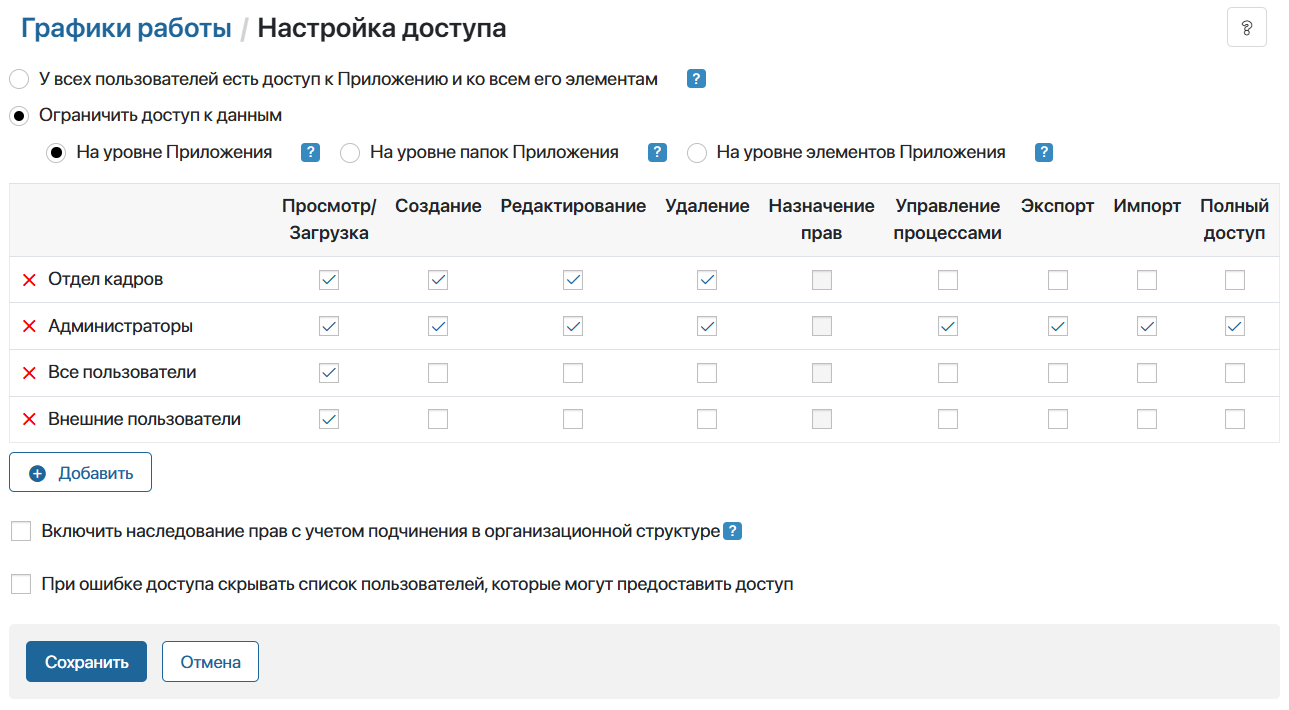 Графики работы / Настройка доступа
?
У всех пользователей есть доступ к Приложению и ко всем его элементам ?
Ограничить доступ к данным
На уровне Приложения ? На уровне папок Приложения ? На уровне элементов Приложения ?
Просмотр/ Создание Редактирование Удаление Назначение Управление Экспорт Импорт Полный
Загрузка прав процессами доступ
Отдел кадров
Администраторы
Все пользователи
Внешние пользователи
Добавить
Включить наследование прав с учетом подчинения в организационной структуре ?
При ошибке доступа скрывать список пользователей, которые могут предоставить доступ
Сохранить Отмена